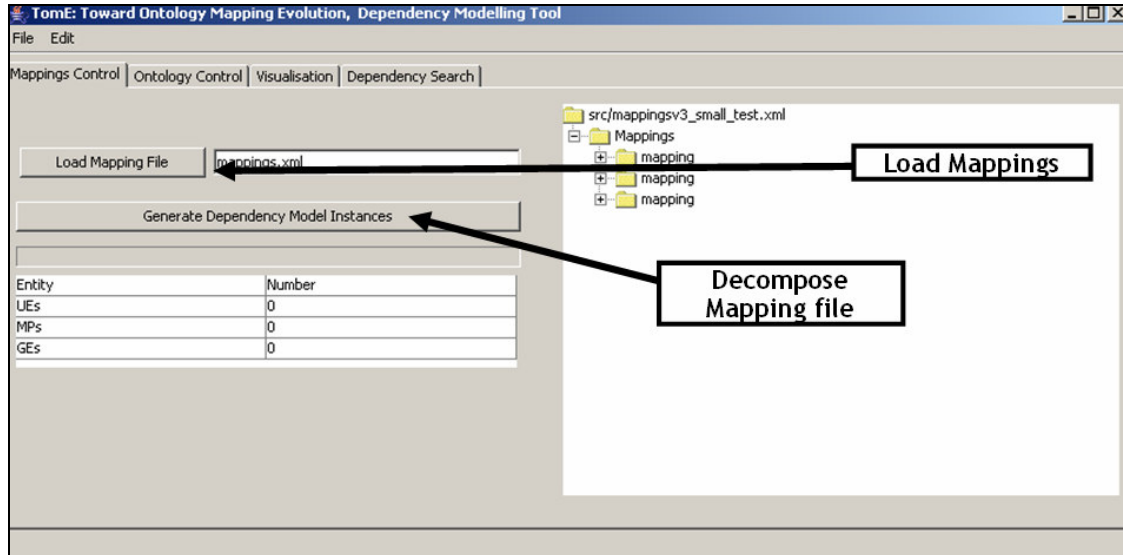 TomE: Toward Ontology Mapping Evolution, Dependency Modelling Tool
File Edit
Mappings Control Ontology Control Visualisation Dependency Search
src/mappingsv3_small_test.xml
Mappings
Load Mapping File mappings.xml
mapping
mapping
mapping
Load Mappings
Generate Dependency Model Instances
Decompose
Mapping file
Entity Number
UEs 0
MPs 0
GEs 0